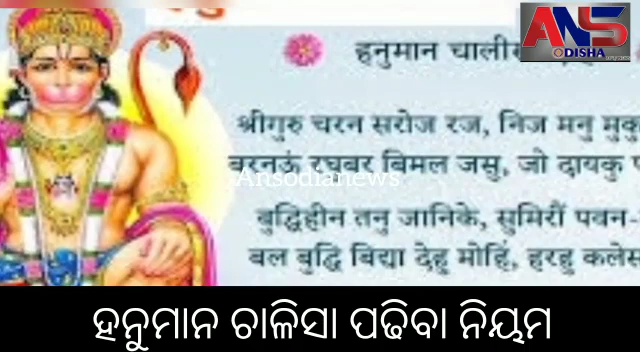 ANS
ODISHA
हनुमान
श्रीगुरु चरन सरोज रज, निज मनु
बरनऊं रघुबर बिमल जसु, जो दायकु
Ansodianews
बुद्धिहीन तनु जानिके, सुमिरौं पवन-
बल बुद्धि बिद्या देहु मोहिं, हरहु
ହନୁମାନ ଚାଳିସା ପଢିବା ନିୟମ